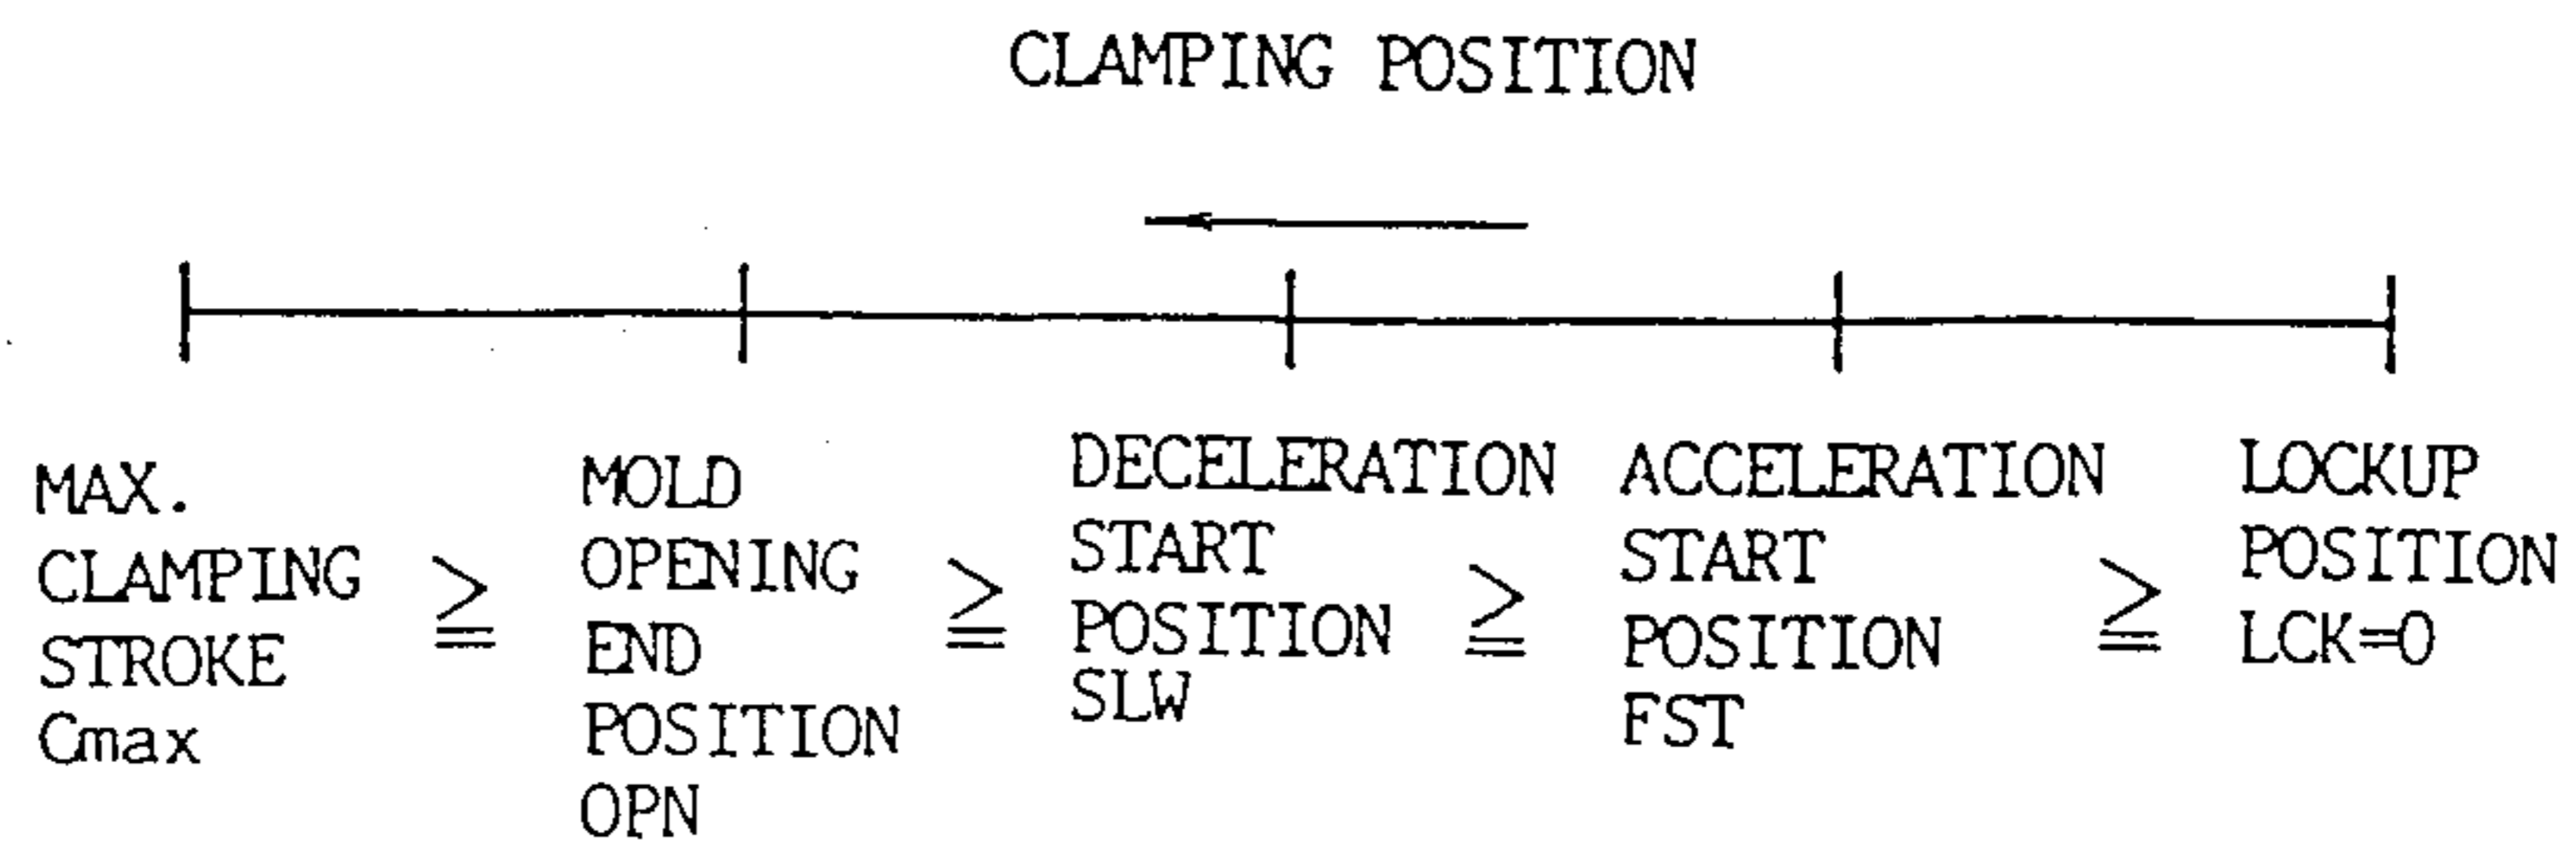 CLAMPING POSITION
MAX.
CLAMPING
STROKE
Cmax
≧
MOLD
OPENING
END
POSITION
OPN
≧
DECELERATION
START
POSITION
SLW
≧
ACCELERATION
START
POSITION
FST
≧
LOCKUP
POSITION
LCK=0